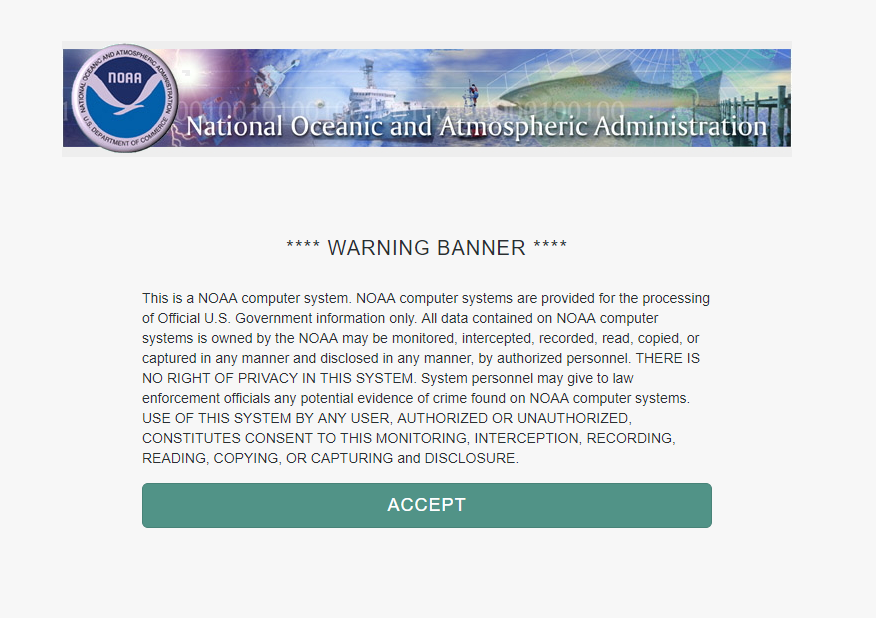 NOAA
NATIONAL OCEANIC AND ATMOSPHERIC ADMINISTRATION
U.S. DEPARTMENT OF COMMERCE
National Oceanic and Atmospheric Administration
**** WARNING BANNER ****
This is a NOAA computer system. NOAA computer systems are provided for the processing
of Official U.S. Government information only. All data contained on NOAA computer
systems is owned by the NOAA may be monitored, intercepted, recorded, read, copied, or
captured in any manner and disclosed in any manner, by authorized personnel. THERE IS
NO RIGHT OF PRIVACY IN THIS SYSTEM. System personnel may give to law
enforcement officials any potential evidence of crime found on NOAA computer systems.
USE OF THIS SYSTEM BY ANY USER, AUTHORIZED OR UNAUTHORIZED,
CONSTITUTES CONSENT TO THIS MONITORING, INTERCEPTION, RECORDING,
READING, COPYING, OR CAPTURING and DISCLOSURE.
ACCEPT